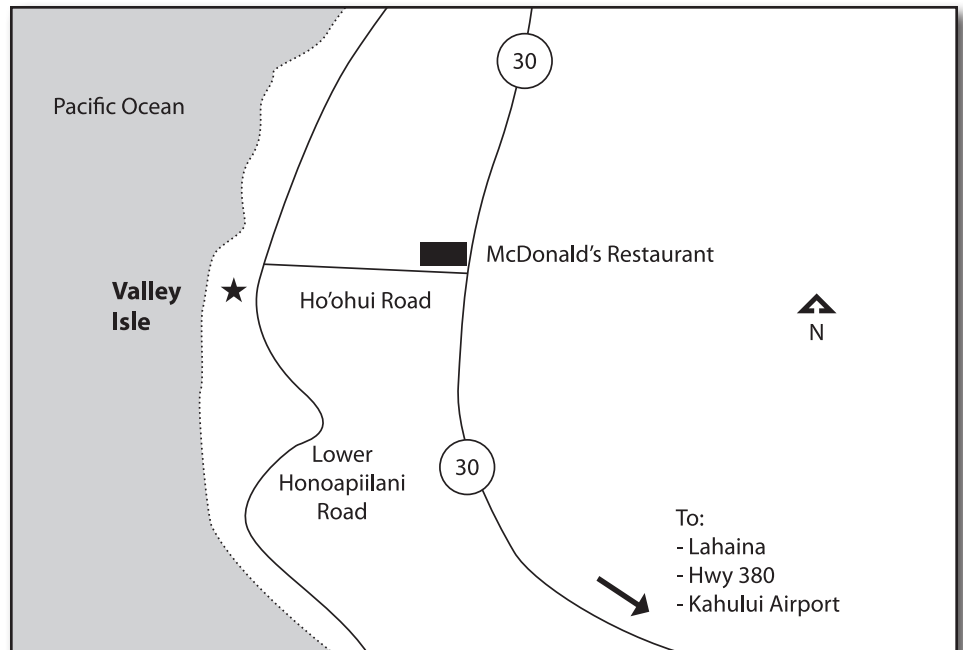 30
Pacific Ocean
McDonald's Restaurant
Valley
Isle
Ho'ohui Road
N
Lower
Honoapiilani
Road
30
To:
- Lahaina
- Hwy 380
- Kahului Airport